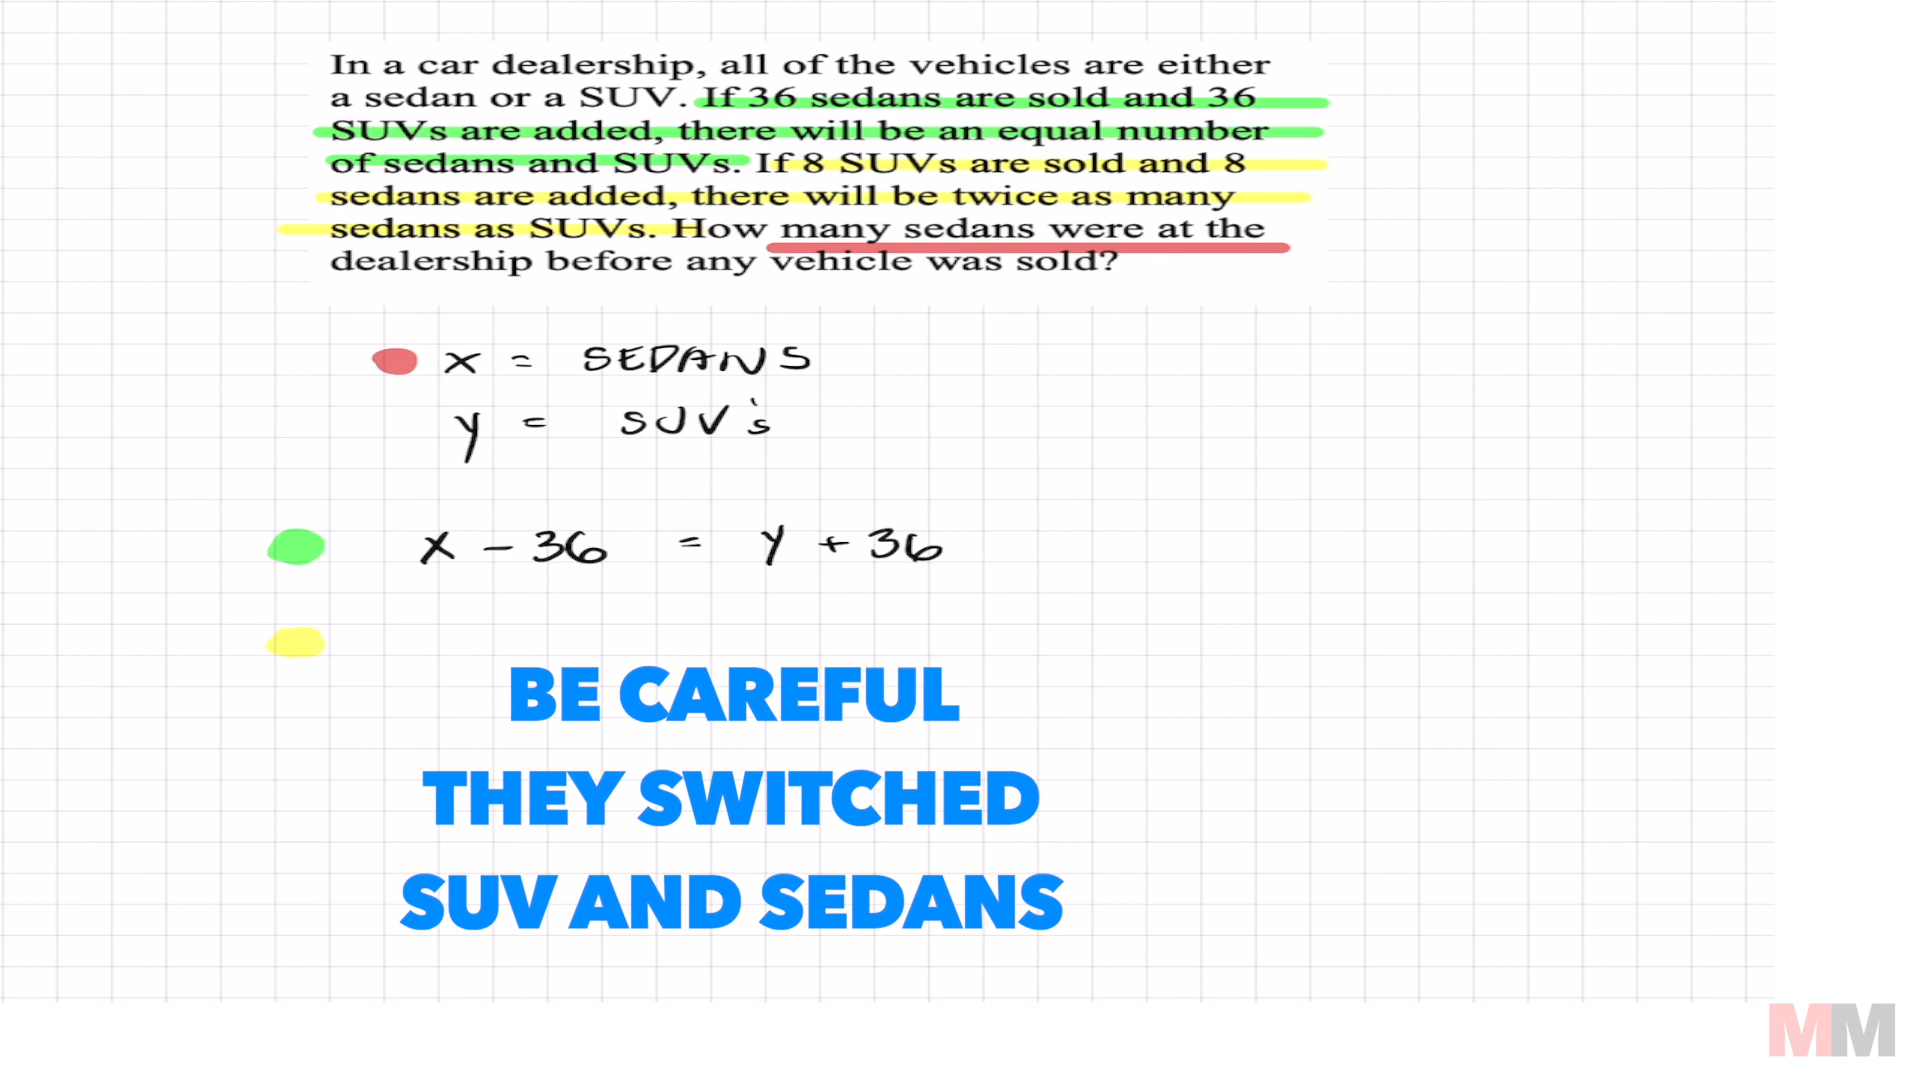 In a car dealership, all of the vehicles are either
a sedan or a SUV. If 36 sedans are sold and 36
SUVs are added, there will be an equal number
of sedans and SUVs. If 8 SUVs are sold and 8
sedans are added, there will be twice as many
sedans as SUVs. How many sedans were at the
dealership before any vehicle was sold?
x = SEDANS
y = SUV's
x - 36 = y + 36
BE CAREFUL
THEY SWITCHED
SUV AND SEDANS
MM